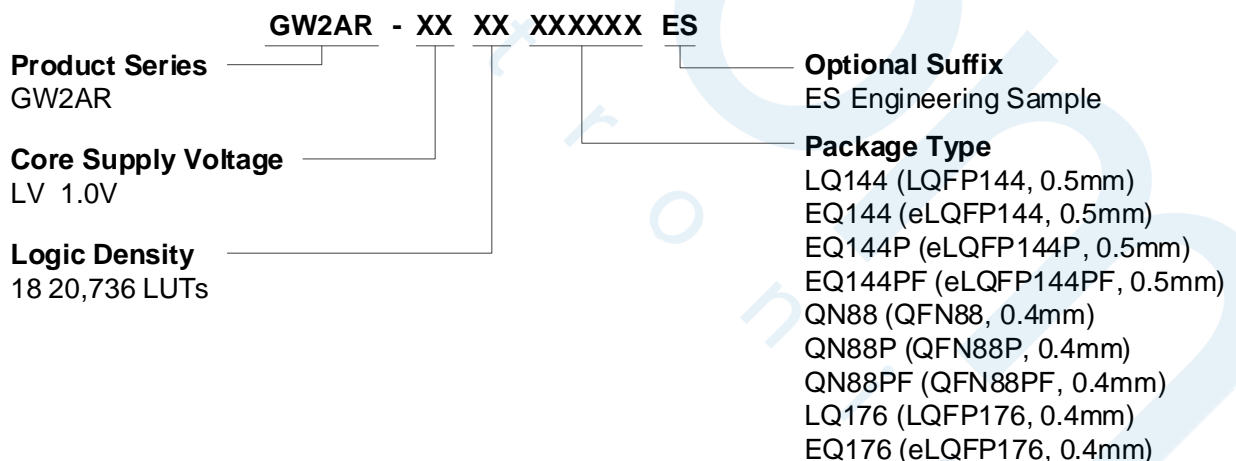 GW2AR - XX XX XXXXXX ES
Product Series
GW2AR
Core Supply Voltage
LV 1.0V
Logic Density
18 20,736 LUTs
Optional Suffix
ES Engineering Sample
Package Type
LQ144 (LQFP144, 0.5mm)
EQ144 (eLQFP144, 0.5mm)
EQ144P (eLQFP144P, 0.5mm)
EQ144PF (eLQFP144PF, 0.5mm)
QN88 (QFN88, 0.4mm)
QN88P (QFN88P, 0.4mm)
QN88PF (QFN88PF, 0.4mm)
LQ176 (LQFP176, 0.4mm)
EQ176 (eLQFP176, 0.4mm)